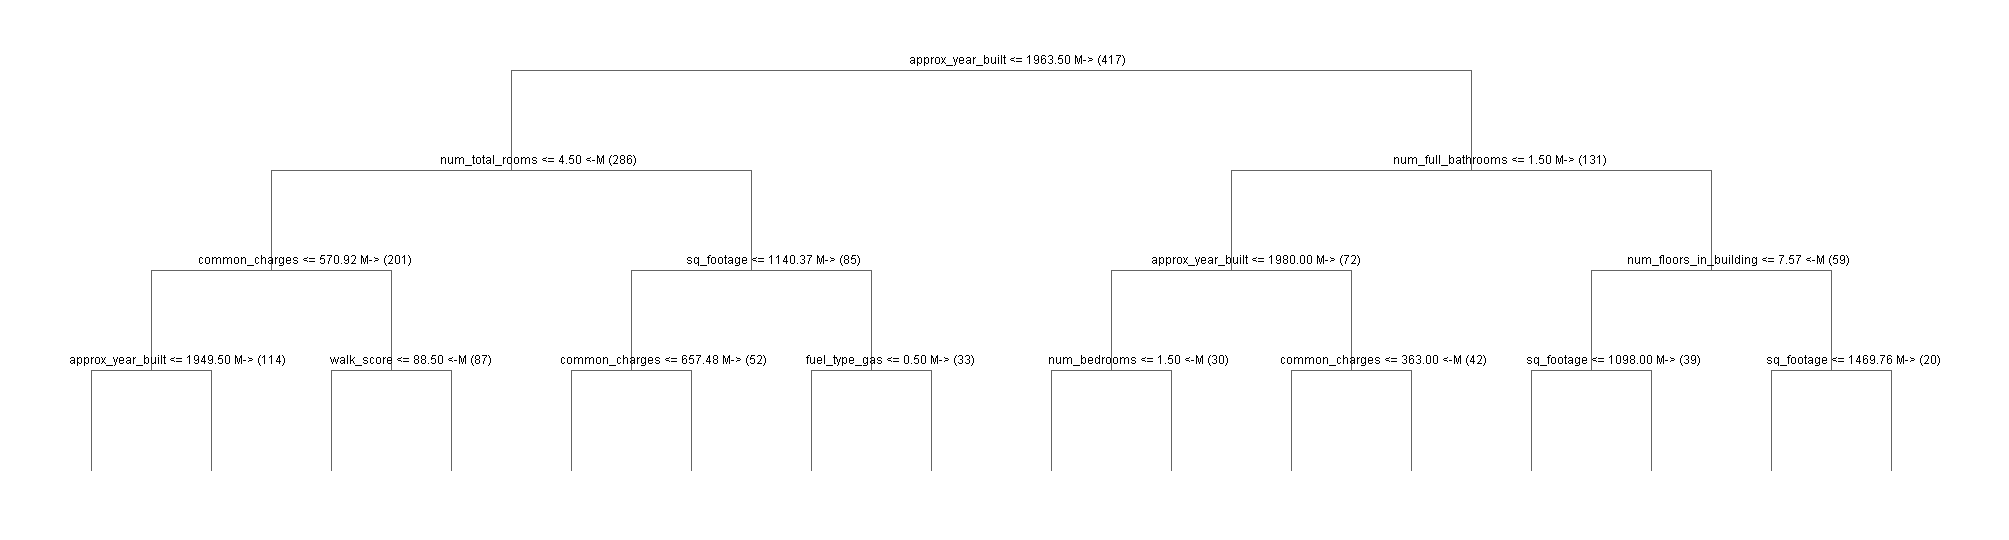 approx_year_built <= 1963.50 M-> (417)
num_total_rooms <= 4.50 <-M (286)
num_full_bathrooms <= 1.50 M-> (131)
common_charges <= 570.92 M-> (201)
sq_footage <= 1140.37 M-> (85)
approx_year_built <= 1980.00 M-> (72)
num_floors_in_building <= 7.57 <-M (59)
approx_year_built <= 1949.50 M-> (114)
walk_score <= 88.50 <-M (87)
common_charges <= 657.48 M-> (52)
fuel_type_gas <= 0.50 M-> (33)
num_bedrooms <= 1.50 <-M (30)
common_charges <= 363.00 <-M (42)
sq_footage <= 1098.00 M-> (39)
sq_footage <= 1469.76 M-> (20)